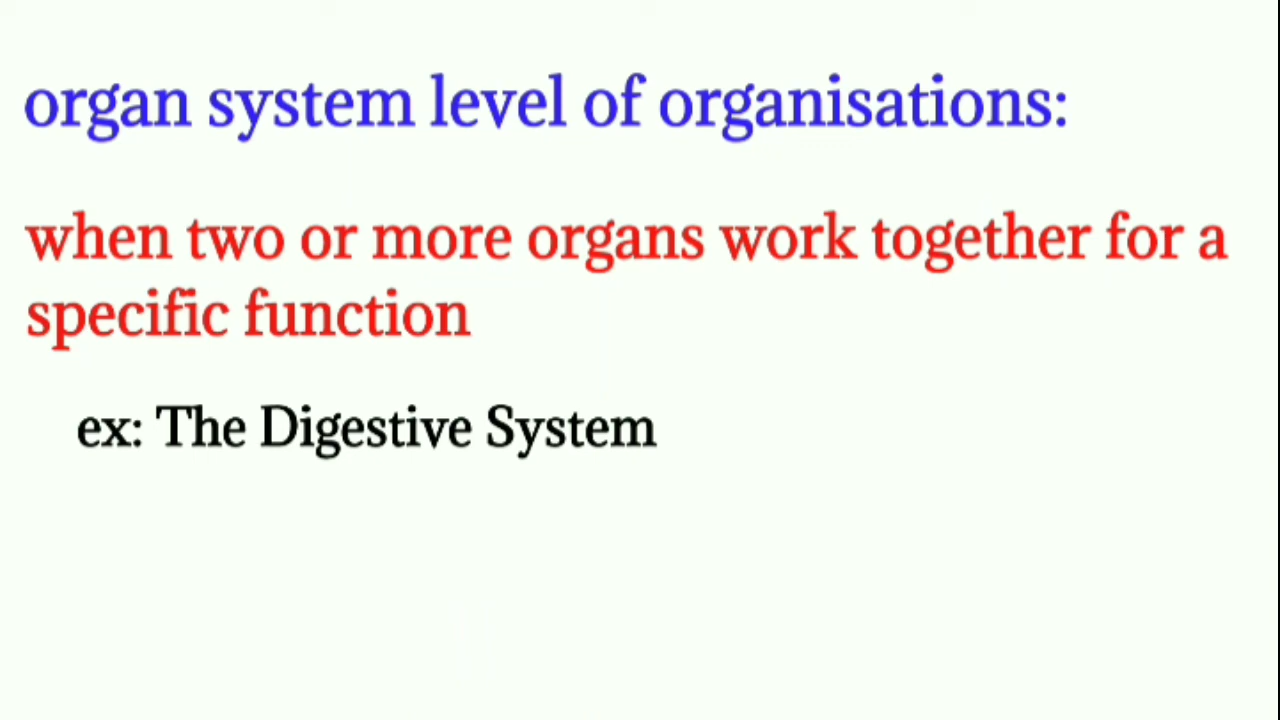 organ system level of organisations:
when two or more organs work together for a
specific function
ex: The Digestive System